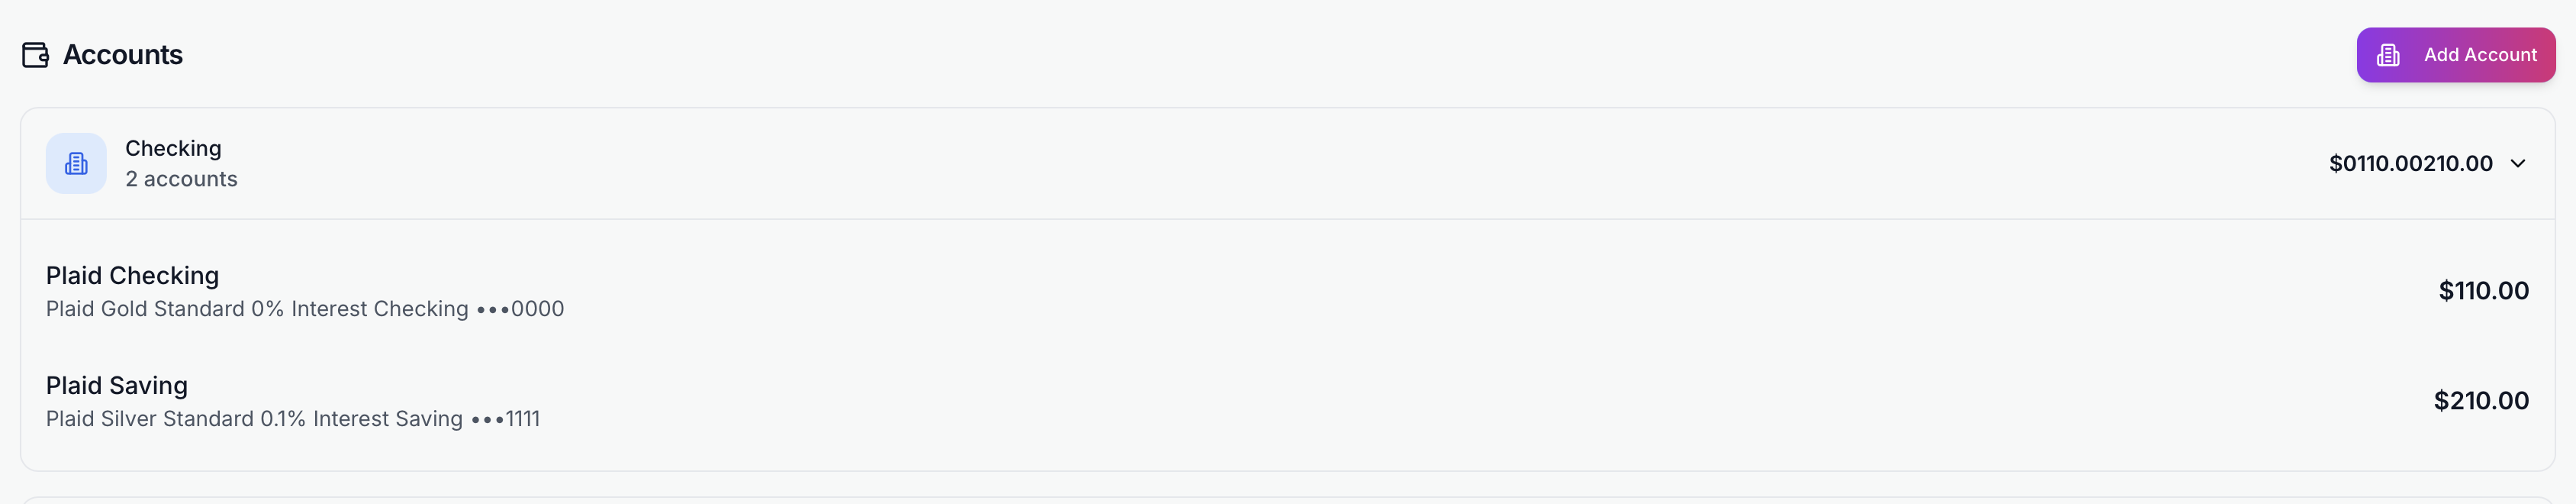 Accounts
Add Account
Checking
2 accounts
$0110.00210.00
Plaid Checking
Plaid Gold Standard 0% Interest Checking •••0000
$110.00
Plaid Saving
Plaid Silver Standard 0.1% Interest Saving •••1111
$210.00